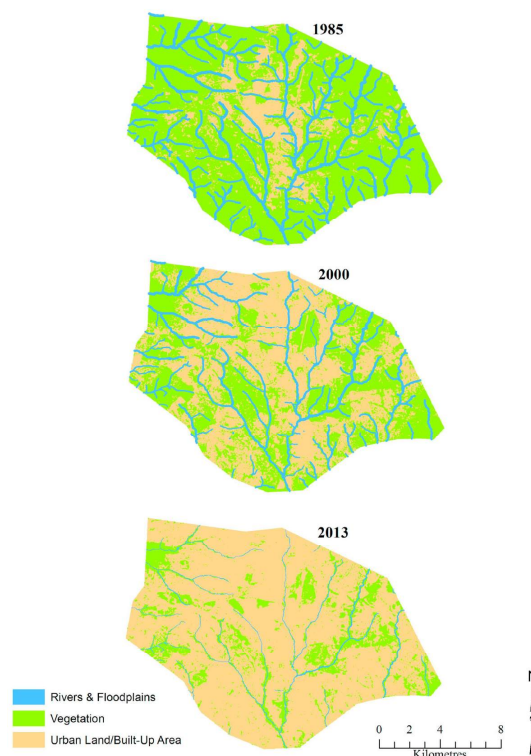 1985
2000
2013
Rivers & Floodplains
Vegetation
Urban Land/Built-Up Area
0 2 4 8
Kilometres